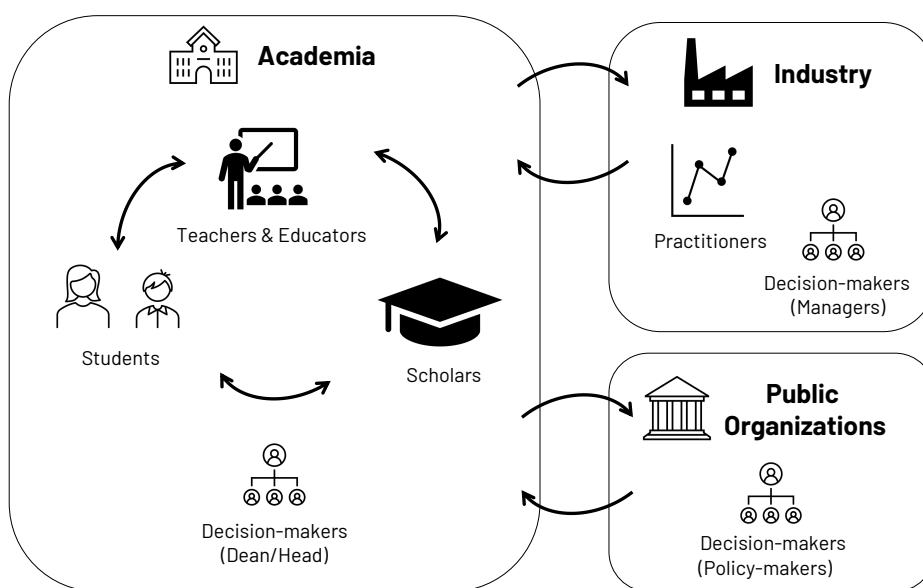 Academia
Teachers & Educators
Students
Scholars
Decision-makers
(Dean/Head)
Industry
Practitioners
Decision-makers
(Managers)
Public
Organizations
Decision-makers
(Policy-makers)